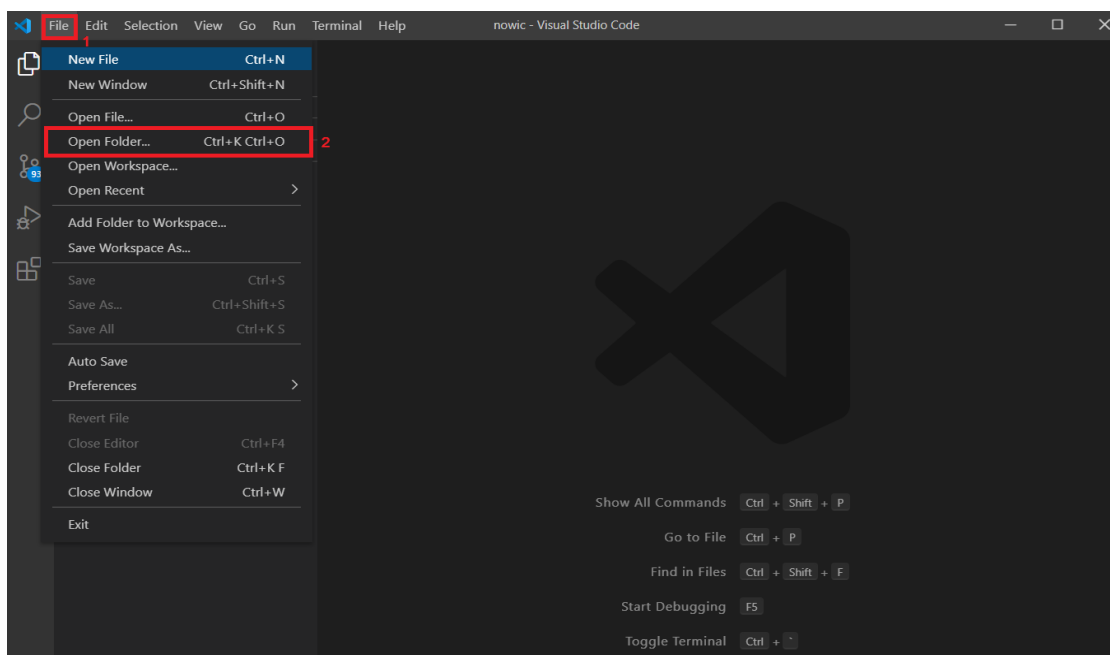 File Edit Selection View Go Run Terminal Help nowic - Visual Studio Code
1
New File Ctrl+N
New Window Ctrl+Shift+N
Open File... Ctrl+O
Open Folder... Ctrl+K Ctrl+O 2
Open Workspace...
93
Open Recent
Add Folder to Workspace...
Save Workspace As...
Save Ctrl+S
Save As... Ctrl+Shift+S
Save All Ctrl+K S
Auto Save
Preferences
Revert File
Close Editor Ctrl+F4
Close Folder Ctrl+K F
Close Window Ctrl+W
Exit
Show All Commands Ctrl + Shift + P
Go to File Ctrl + P
Find in Files Ctrl + Shift + F
Start Debugging F5
Toggle Terminal Ctrl + `